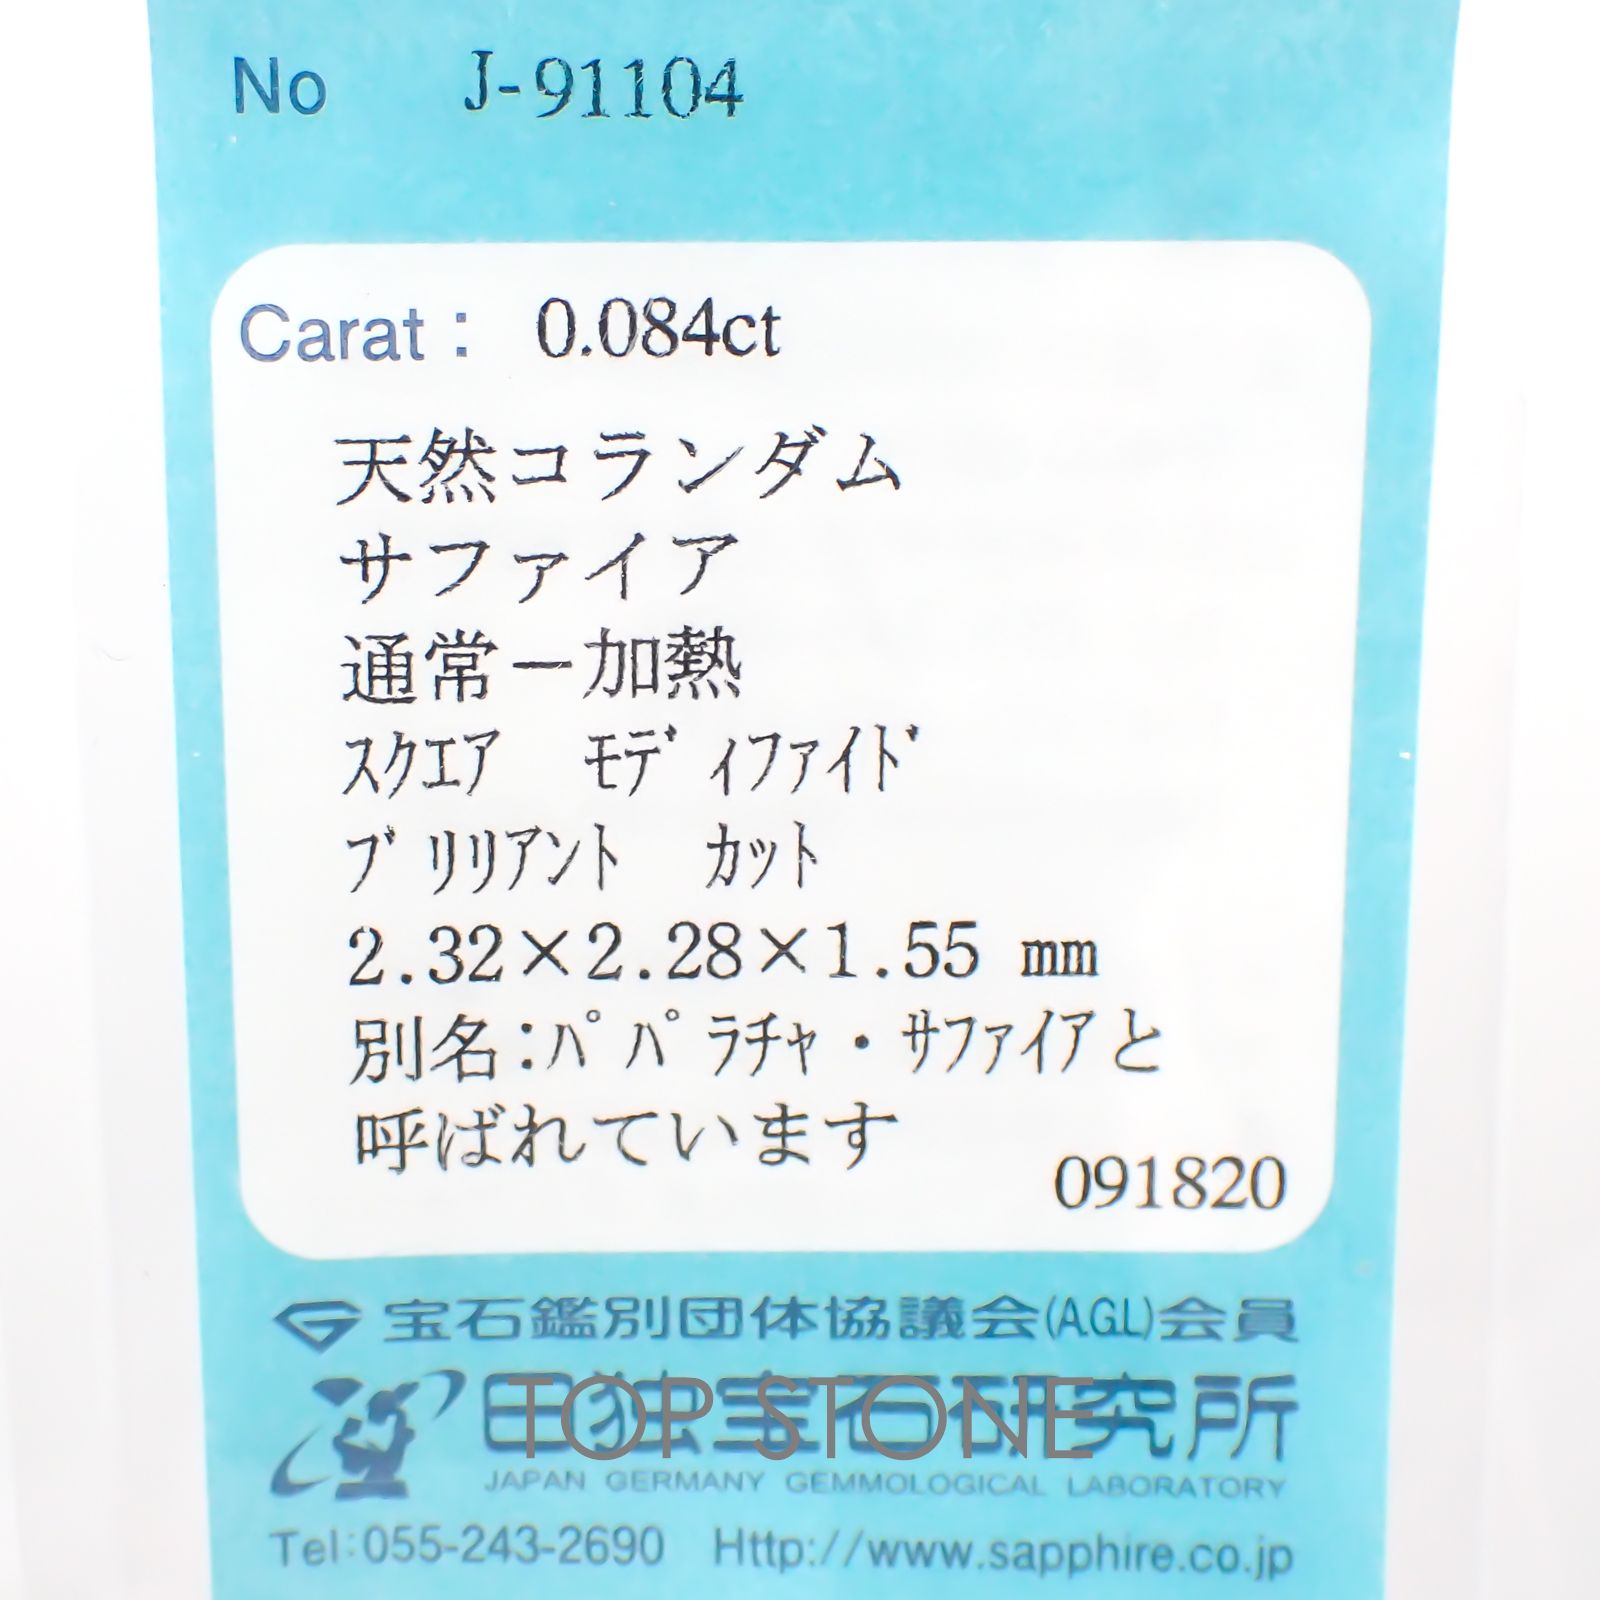 No J-91104
Carat: 0.084ct
天然コランダム
サファイア
通常－加熱
ｽｸｴｱ ﾓﾃﾞｨﾌｧｲﾄﾞ
ﾌﾞﾘﾘｱﾝﾄ ｶｯﾄ
2.32×2.28×1.55 mm
別名:ﾊﾟﾊﾟﾗﾁｬ・ｻﾌｧｲｱと
呼ばれています
091820
宝石鑑別団体協議会(AGL)会員
日独宝石研究所
TOP STONE
JAPAN GERMANY GEMMOLOGICAL LABORATORY
Tel:055-243-2690 Http://www.sapphire.co.jp